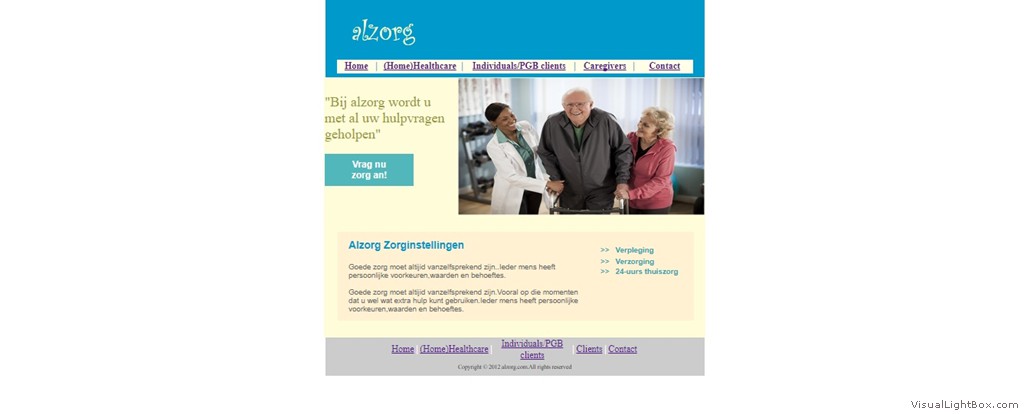 alzorg
Home | (Home)Healthcare | Individuals/PGB clients | Caregivers | Contact
"Bij alzorg wordt u
met al uw hulpvragen
geholpen"
Vrag nu
zorg an!
Alzorg Zorginstellingen
Goede zorg moet altijid vanzelfsprekend zijn..Ieder mens heeft
persoonlijke voorkeuren,waarden en behoeftes.
Goede zorg moet altijid vanzelfsprekend zijn.Vooral op die momenten
dat u wel wat extra hulp kunt gebruiken.Ieder mens heeft persoonlijke
voorkeuren,waarden en behoeftes.
>> Verpleging
>> Verzorging
>> 24-uurs thuiszorg
Home | (Home)Healthcare | Individuals/PGB clients | Clients | Contact
Copyright © 2012 alzorg.com.All rights reserved
VisualLightBox.com